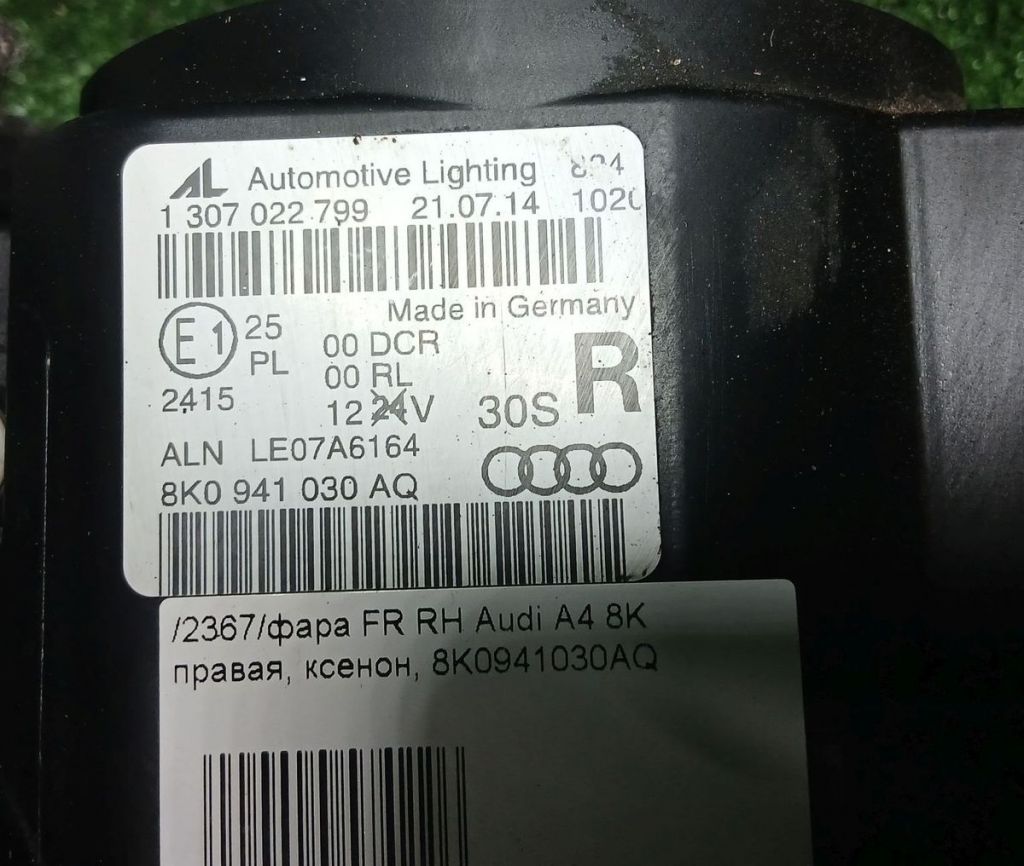 AL Automotive Lighting
1 307 022 799 21.07.14
Made in Germany
E1 25
PL
00 DCR
00 RL
R
2415
12 24V 30S
ALN LE07A6164
8K0 941 030 AQ
/2367/фара FR RH Audi A4 8K
правая, ксенон, 8K0941030AQ